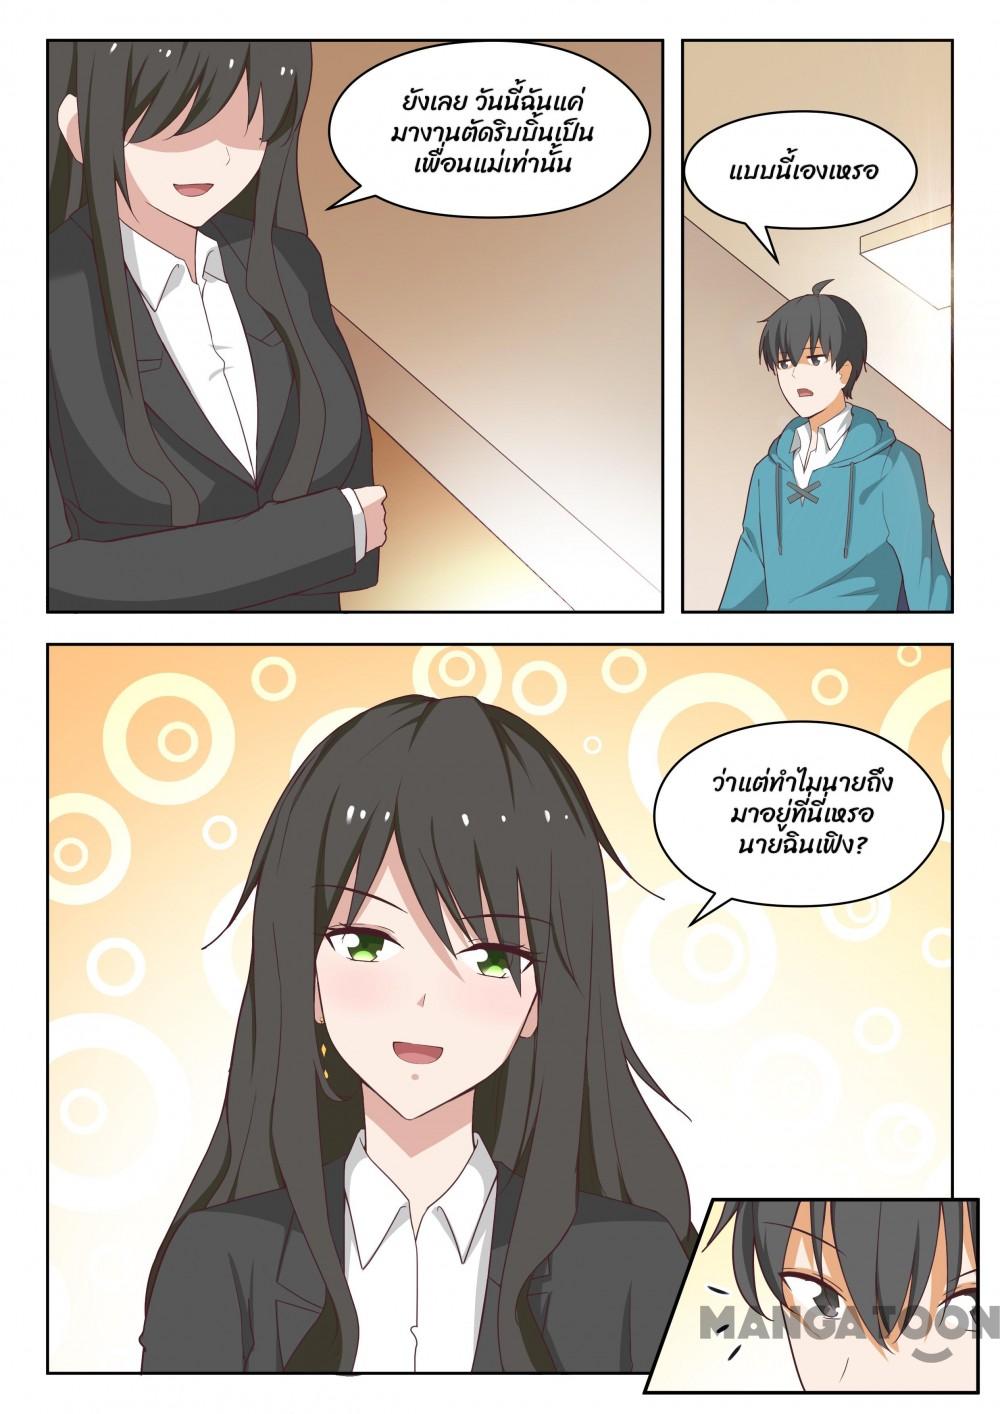 ยังเลย วันนี้ฉันแค่
มางานตัดริบบิ้นเป็น
เพื่อนแม่เท่านั้น
แบบนี้เองเหรอ
ว่าแต่ทำไมนายถึง
มาอยู่ที่นี่เหรอ
นายฉินเฟิง?
MANGATOON